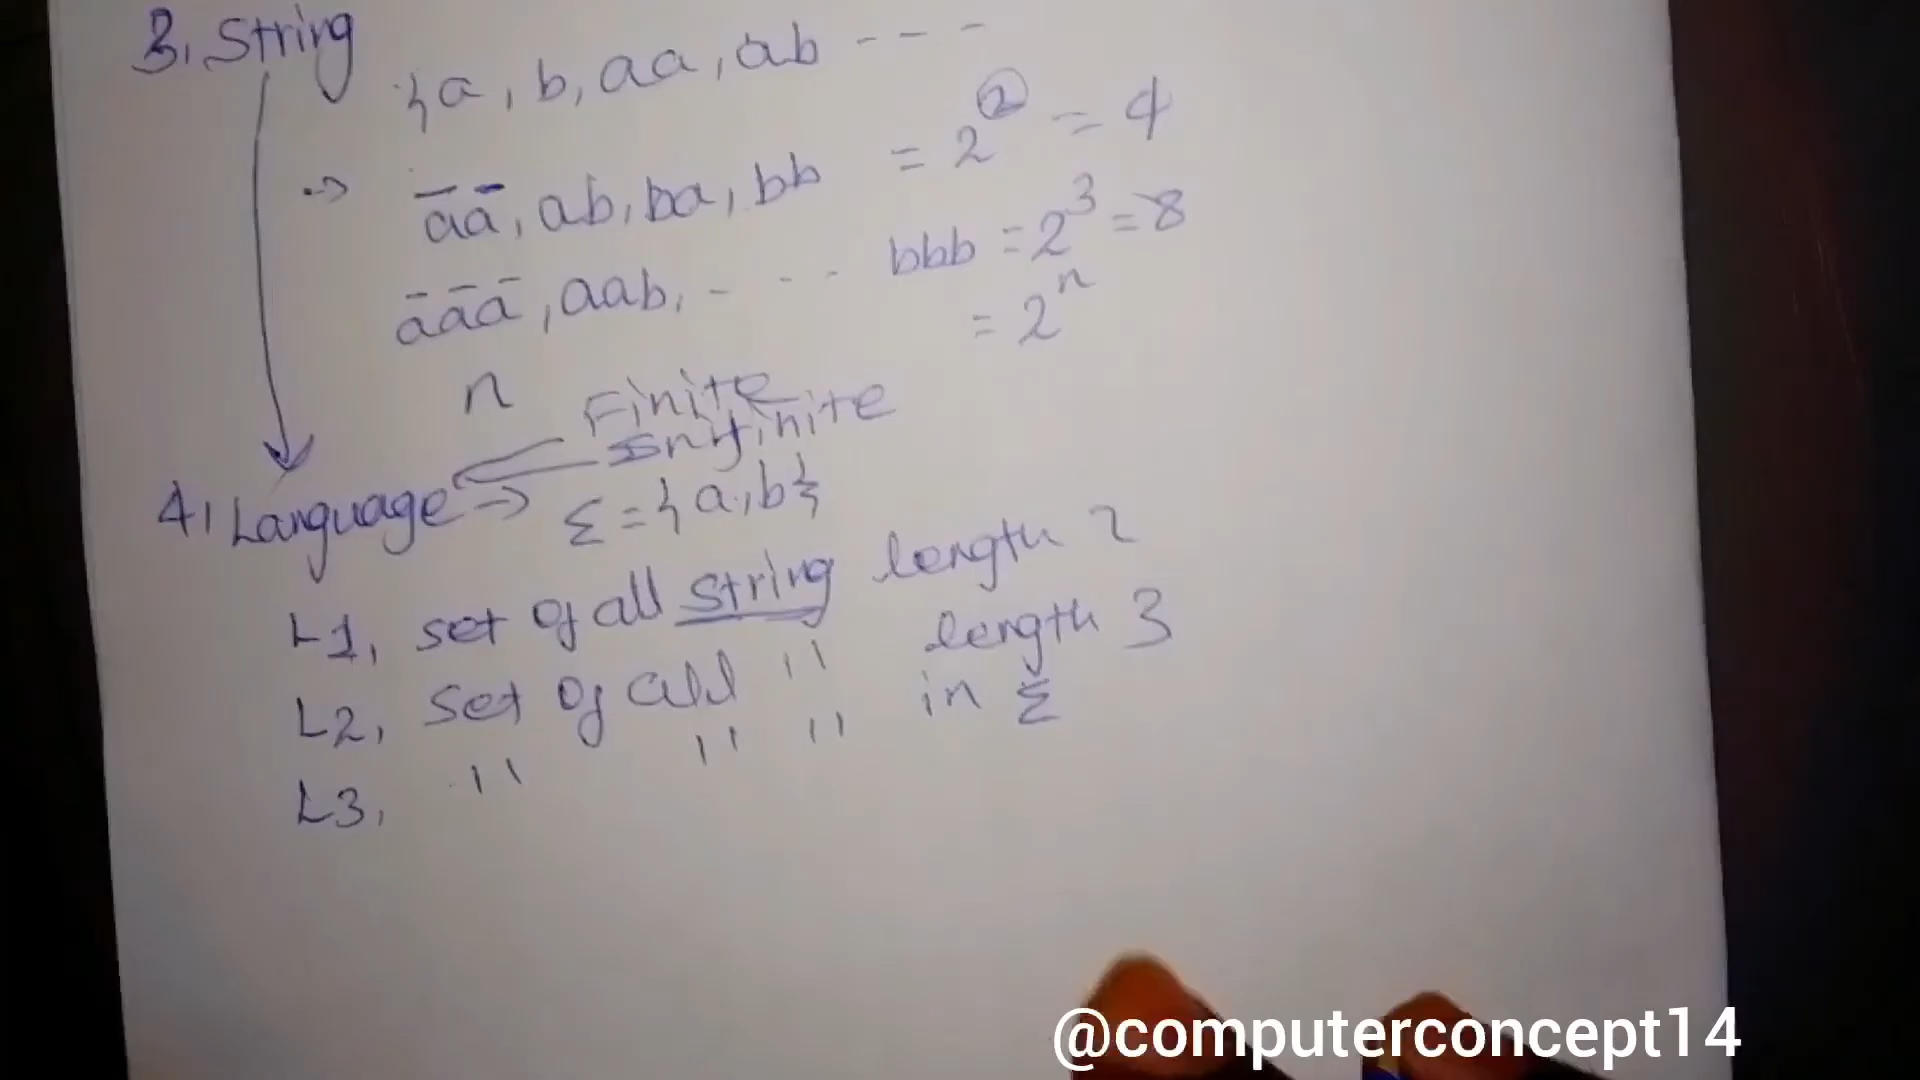 3. String
{a, b, aa, ab - - -
→ aa, ab, ba, bb = 2^2 = 4
aaa, aab, - - - bbb = 2^3 = 8
n = 2^n
Finite
Infinite
4. Language → Σ = {a, b}
L1, set of all string length 2
L2, set of all " length 3
L3, " " " in Σ
@computerconcept14